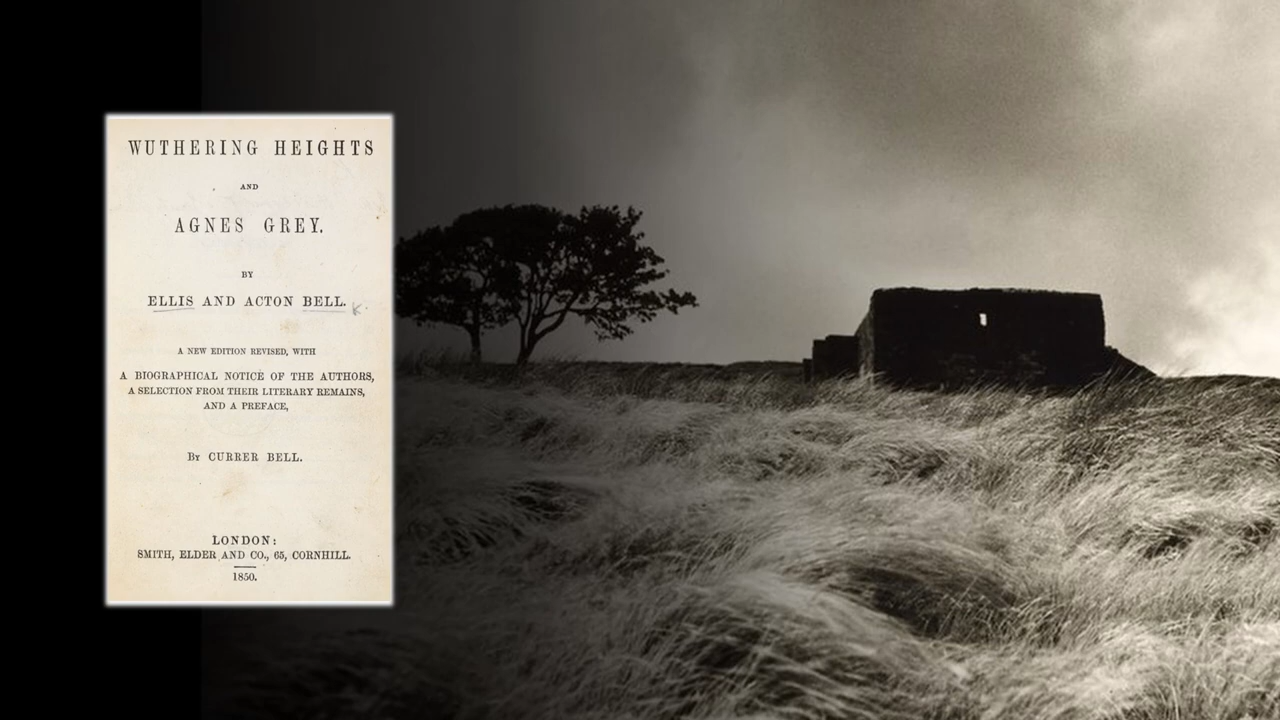 WUTHERING HEIGHTS
AND
AGNES GREY.
BY
ELLIS AND ACTON BELL.
A NEW EDITION REVISED, WITH
A BIOGRAPHICAL NOTICE OF THE AUTHORS,
A SELECTION FROM THEIR LITERARY REMAINS,
AND A PREFACE,
By CURRER BELL.
LONDON:
SMITH, ELDER AND CO., 65, CORNHILL.
1850.